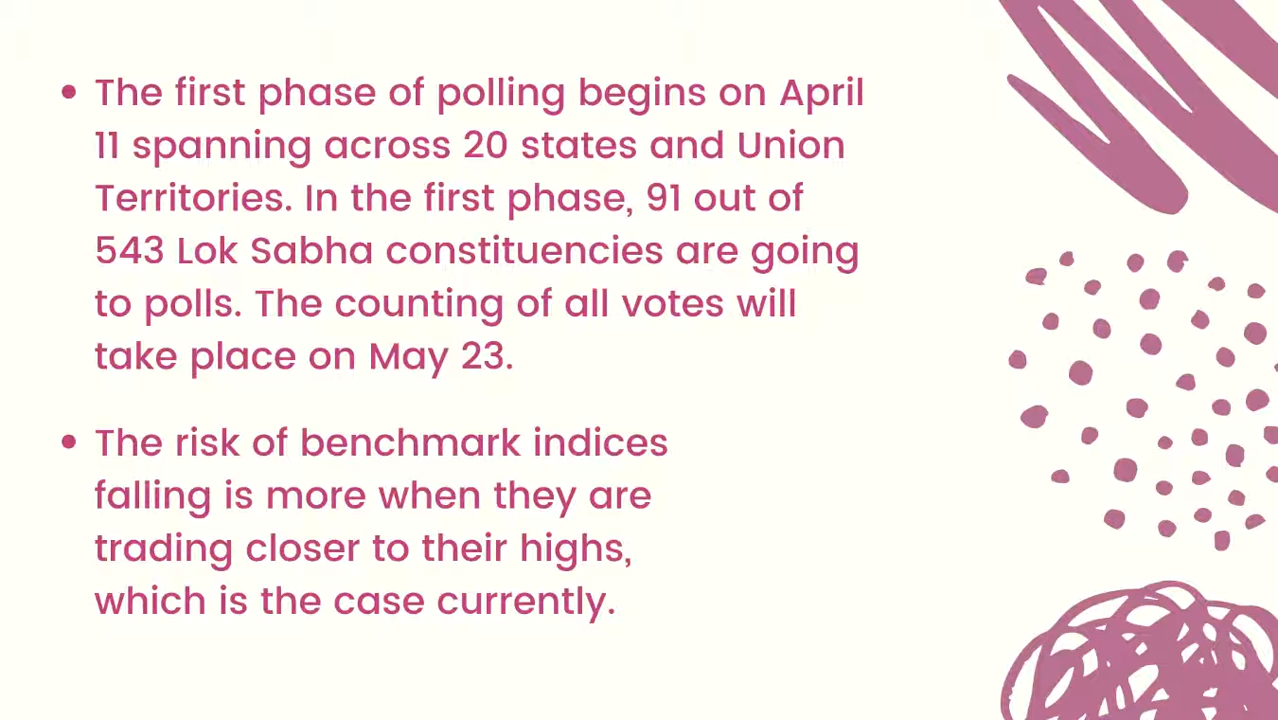 • The first phase of polling begins on April
11 spanning across 20 states and Union
Territories. In the first phase, 91 out of
543 Lok Sabha constituencies are going
to polls. The counting of all votes will
take place on May 23.
• The risk of benchmark indices
falling is more when they are
trading closer to their highs,
which is the case currently.